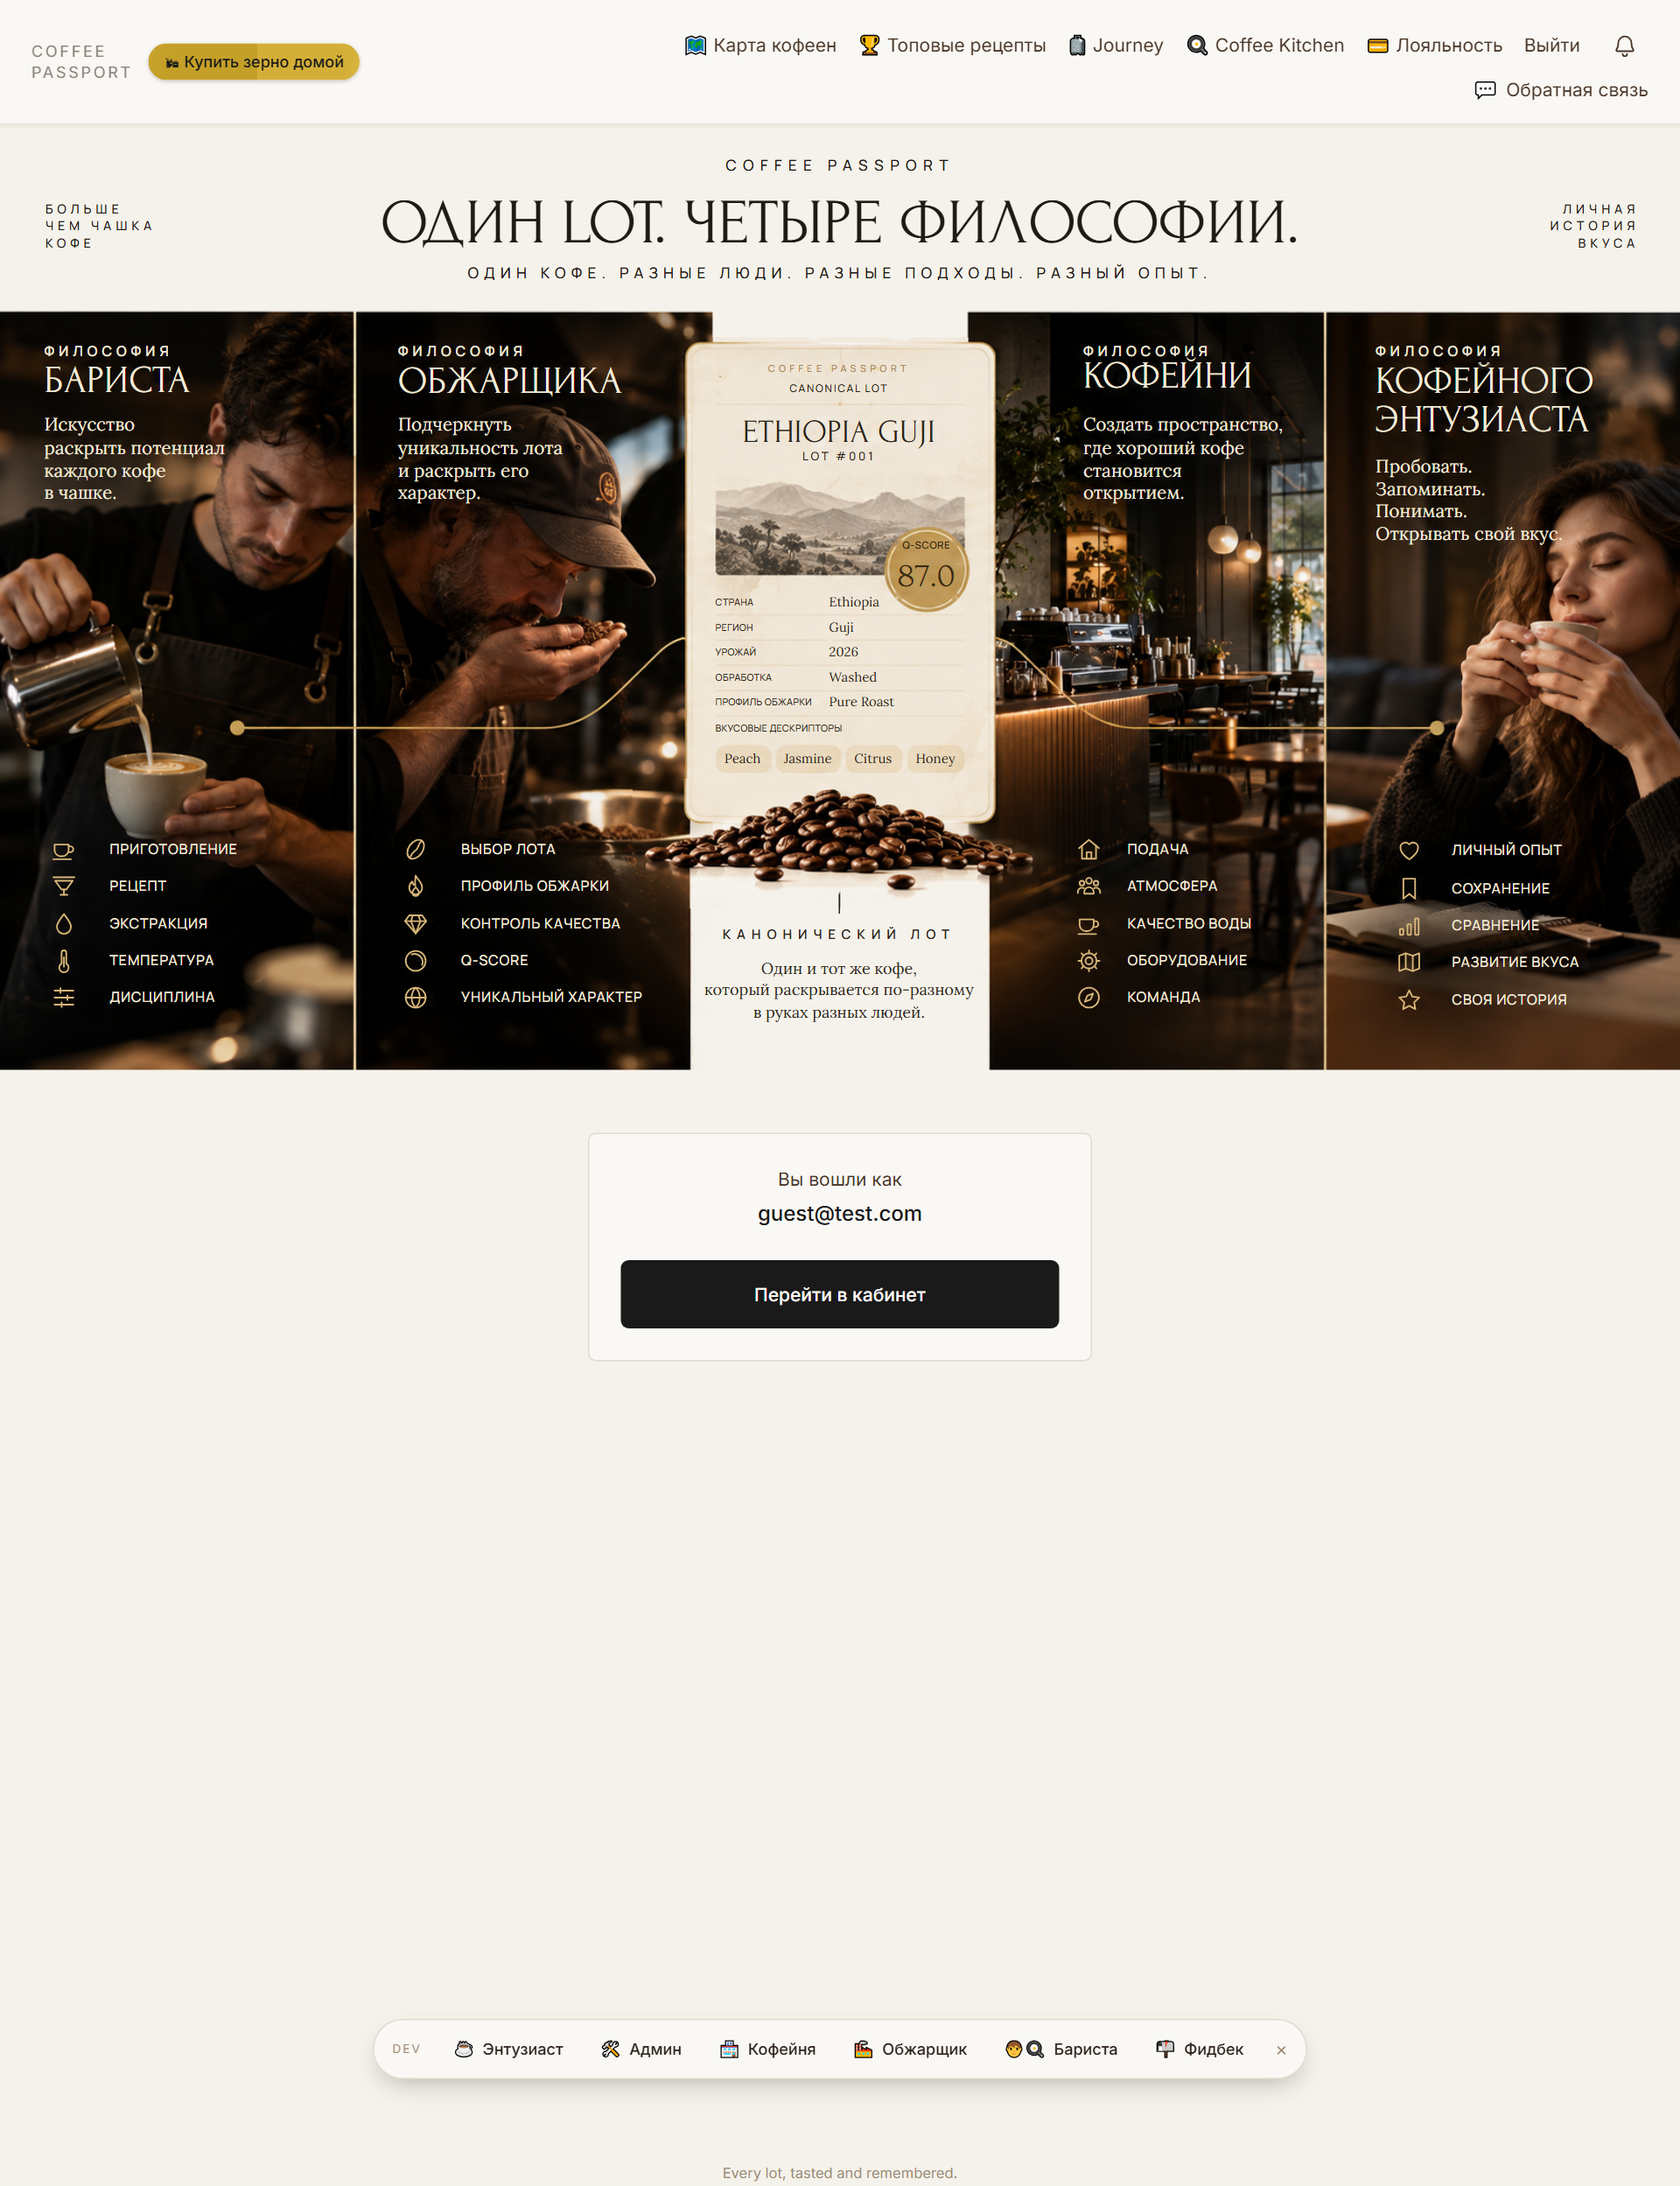 COFFEE
PASSPORT
Купить зерно домой
Карта кофеен
Топовые рецепты
Journey
Coffee Kitchen
Лояльность
Выйти
Обратная связь
COFFEE PASSPORT
БОЛЬШЕ
ЧЕМ ЧАШКА
КОФЕ
ОДИН LOT. ЧЕТЫРЕ ФИЛОСОФИИ.
ОДИН КОФЕ. РАЗНЫЕ ЛЮДИ. РАЗНЫЕ ПОДХОДЫ. РАЗНЫЙ ОПЫТ.
ЛИЧНАЯ
ИСТОРИЯ
ВКУСА
ФИЛОСОФИЯ
БАРИСТА
Искусство
раскрыть потенциал
каждого кофе
в чашке.
ПРИГОТОВЛЕНИЕ
РЕЦЕПТ
ЭКСТРАКЦИЯ
ТЕМПЕРАТУРА
ДИСЦИПЛИНА
ФИЛОСОФИЯ
ОБЖАРЩИКА
Подчеркнуть
уникальность лота
и раскрыть его
характер.
ВЫБОР ЛОТА
ПРОФИЛЬ ОБЖАРКИ
КОНТРОЛЬ КАЧЕСТВА
Q-SCORE
УНИКАЛЬНЫЙ ХАРАКТЕР
COFFEE PASSPORT
CANONICAL LOT
ETHIOPIA GUJI
LOT #001
Q-SCORE
87.0
СТРАНА Ethiopia
РЕГИОН Guji
УРОЖАЙ 2026
ОБРАБОТКА Washed
ПРОФИЛЬ ОБЖАРКИ Pure Roast
ВКУСОВЫЕ ДЕСКРИПТОРЫ
Peach Jasmine Citrus Honey
КАНОНИЧЕСКИЙ ЛОТ
Один и тот же кофе,
который раскрывается по-разному
в руках разных людей.
ФИЛОСОФИЯ
КОФЕЙНИ
Создать пространство,
где хороший кофе
становится
открытием.
ПОДАЧА
АТМОСФЕРА
КАЧЕСТВО ВОДЫ
ОБОРУДОВАНИЕ
КОМАНДА
ФИЛОСОФИЯ
КОФЕЙНОГО
ЭНТУЗИАСТА
Пробовать.
Запоминать.
Понимать.
Открывать свой вкус.
ЛИЧНЫЙ ОПЫТ
СОХРАНЕНИЕ
СРАВНЕНИЕ
РАЗВИТИЕ ВКУСА
СВОЯ ИСТОРИЯ
Вы вошли как
guest@test.com
Перейти в кабинет
DEV
Энтузиаст
Админ
Кофейня
Обжарщик
Бариста
Фидбек
×
Every lot, tasted and remembered.